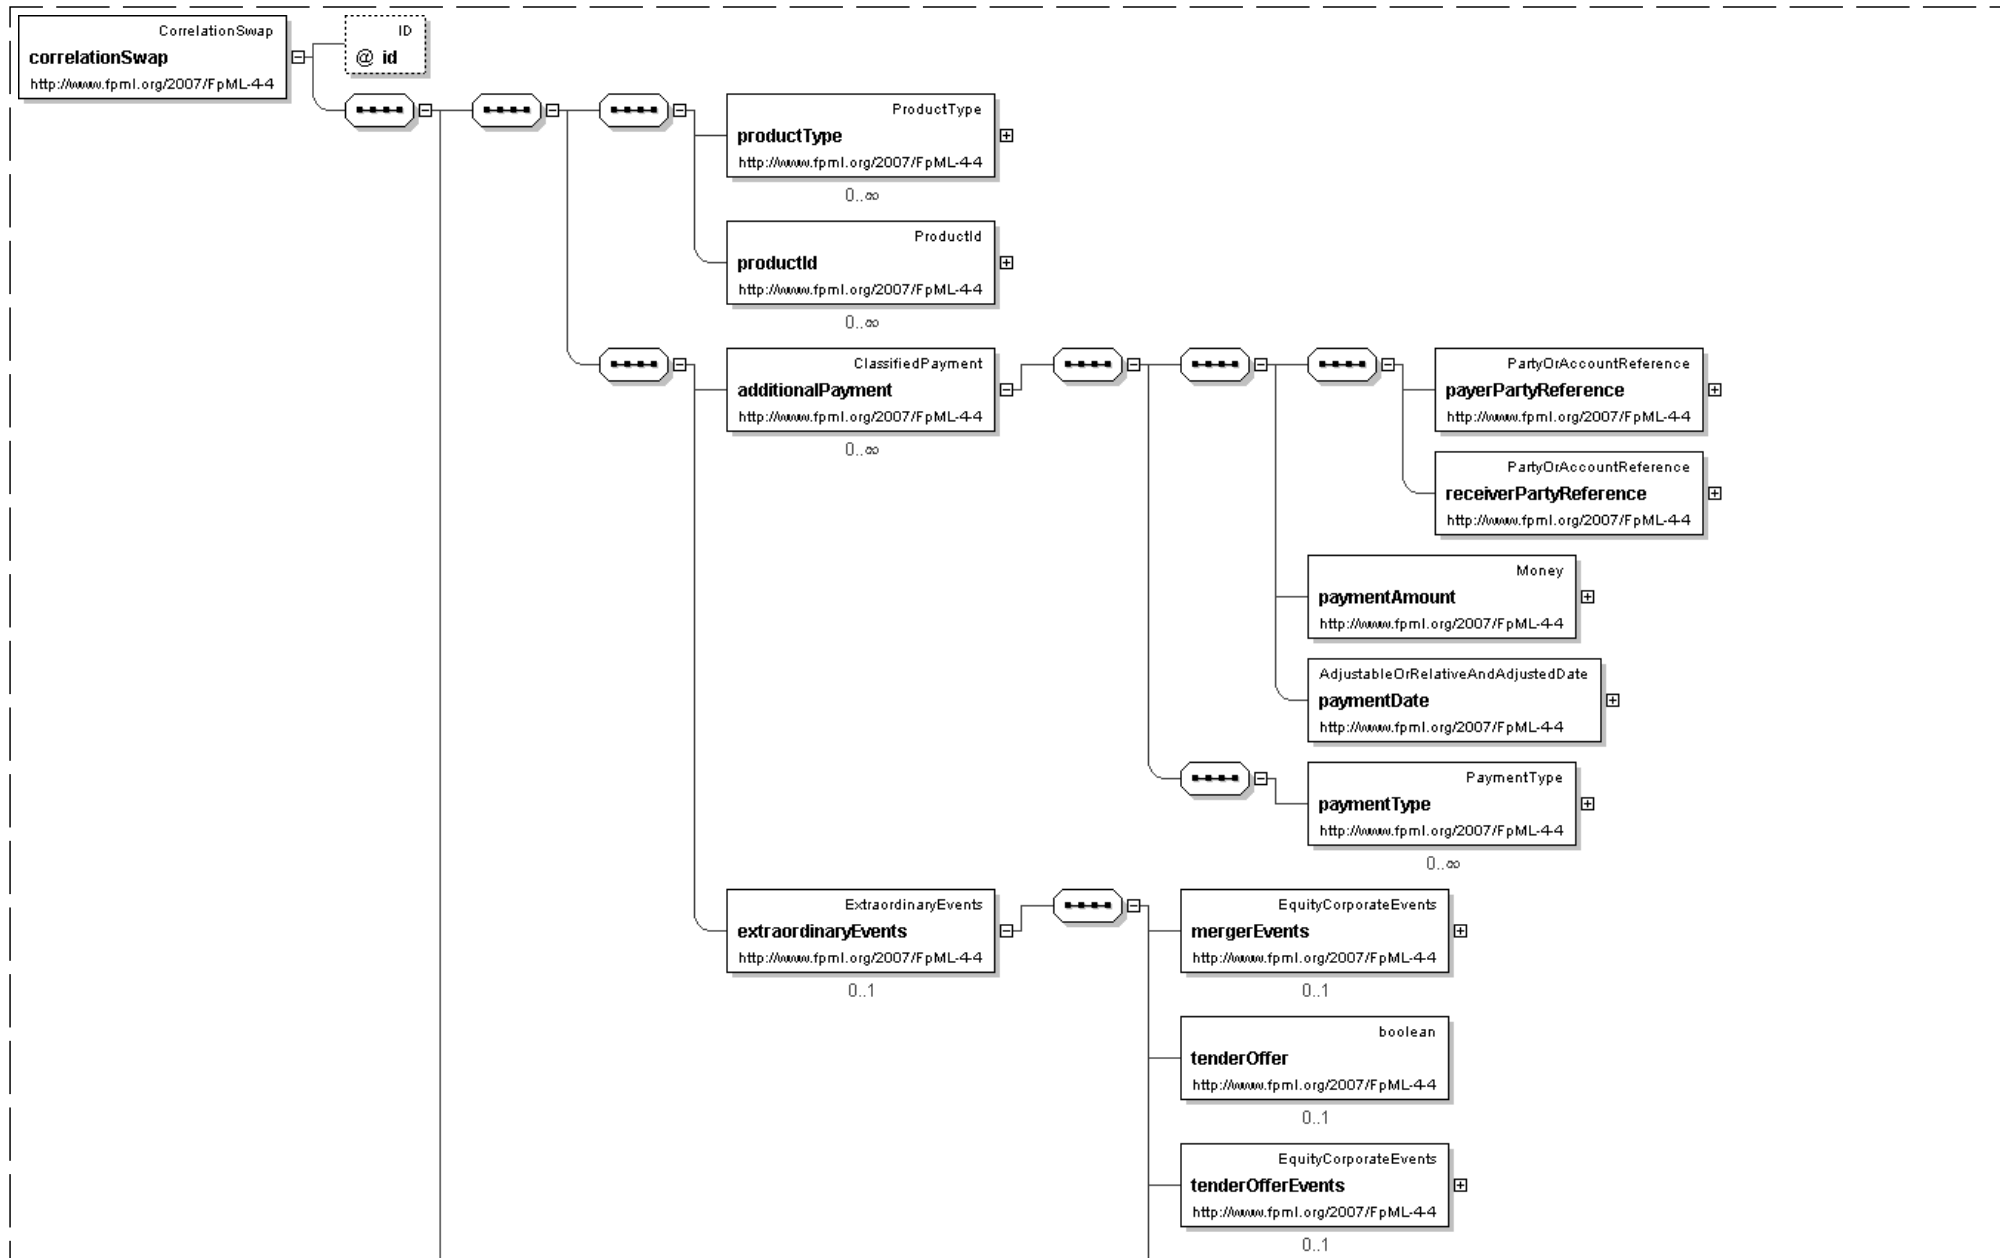 CorrelationSwap
correlationSwap
http://www.fpml.org/2007/FpML-4-4
ID
@ id
ProductType
productType
http://www.fpml.org/2007/FpML-4-4
0..∞
ProductId
productId
http://www.fpml.org/2007/FpML-4-4
0..∞
ClassifiedPayment
additionalPayment
http://www.fpml.org/2007/FpML-4-4
0..∞
PartyOrAccountReference
payerPartyReference
http://www.fpml.org/2007/FpML-4-4
PartyOrAccountReference
receiverPartyReference
http://www.fpml.org/2007/FpML-4-4
Money
paymentAmount
http://www.fpml.org/2007/FpML-4-4
AdjustableOrRelativeAndAdjustedDate
paymentDate
http://www.fpml.org/2007/FpML-4-4
PaymentType
paymentType
http://www.fpml.org/2007/FpML-4-4
0..∞
ExtraordinaryEvents
extraordinaryEvents
http://www.fpml.org/2007/FpML-4-4
0..1
EquityCorporateEvents
mergerEvents
http://www.fpml.org/2007/FpML-4-4
0..1
boolean
tenderOffer
http://www.fpml.org/2007/FpML-4-4
0..1
EquityCorporateEvents
tenderOfferEvents
http://www.fpml.org/2007/FpML-4-4
0..1